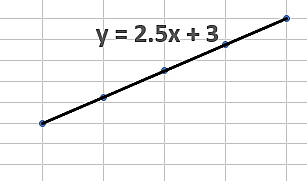 y = 2.5x + 3